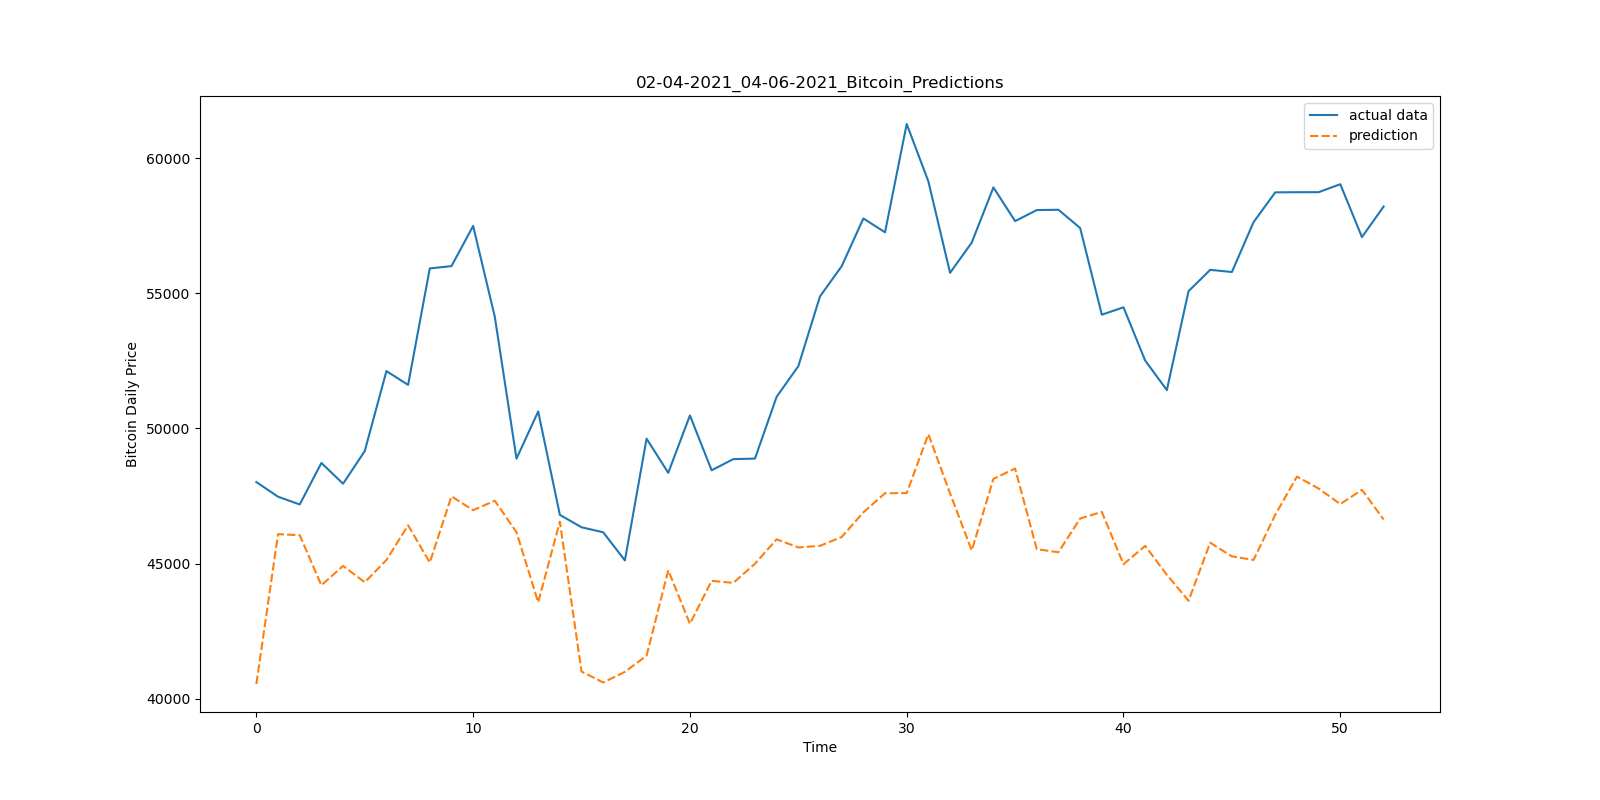 02-04-2021_04-06-2021_Bitcoin_Predictions
actual data
prediction
60000
55000
50000
45000
40000
Bitcoin Daily Price
0 10 20 30 40 50
Time